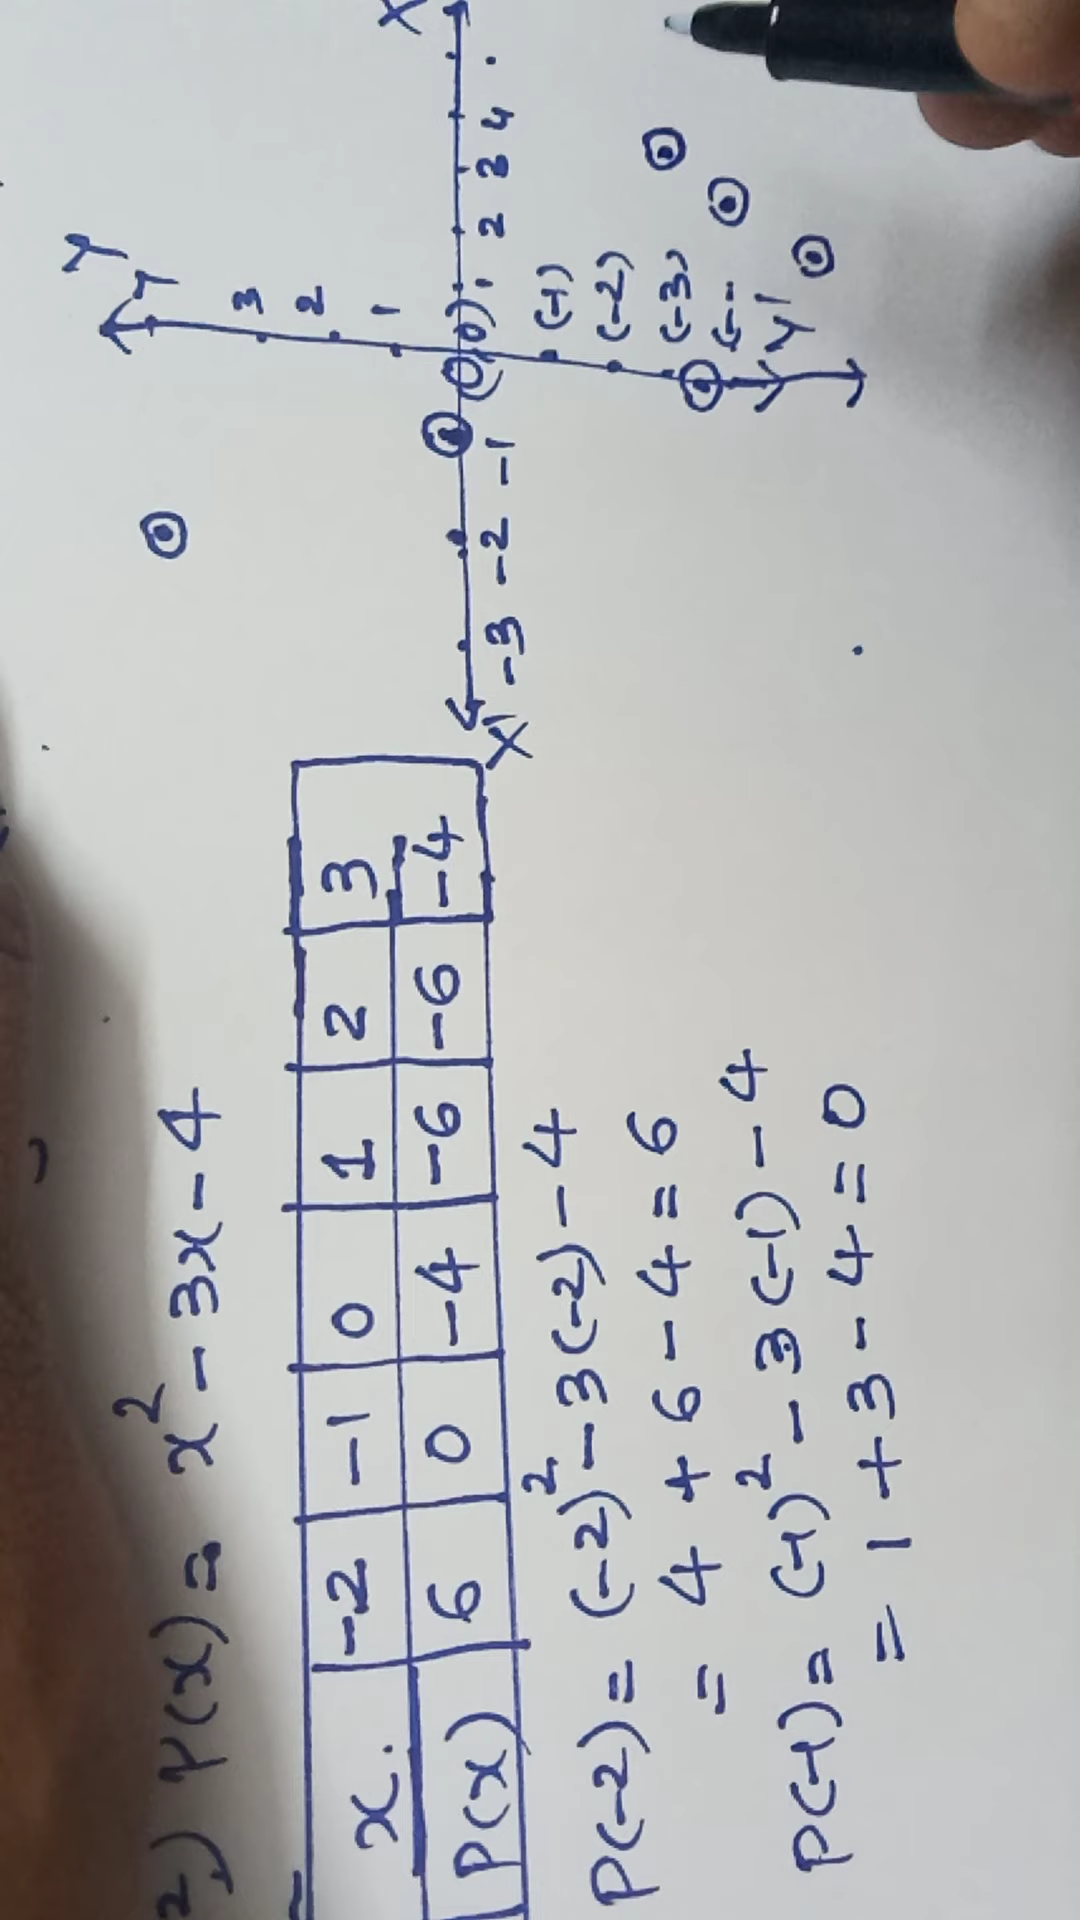 2) P(x) = x² - 3x - 4
x. -2 -1 0 1 2 3
P(x) 6 0 -4 -6 -6 -4
P(-2) = (-2)² - 3(-2) - 4
= 4 + 6 - 4 = 6
P(-1) = (-1)² - 3(-1) - 4
= 1 + 3 - 4 = 0
Y
3
2
1
X' -3 -2 -1 (0,0) 1 2 3 4 X
(-1)
(-2)
(-3)
Y'